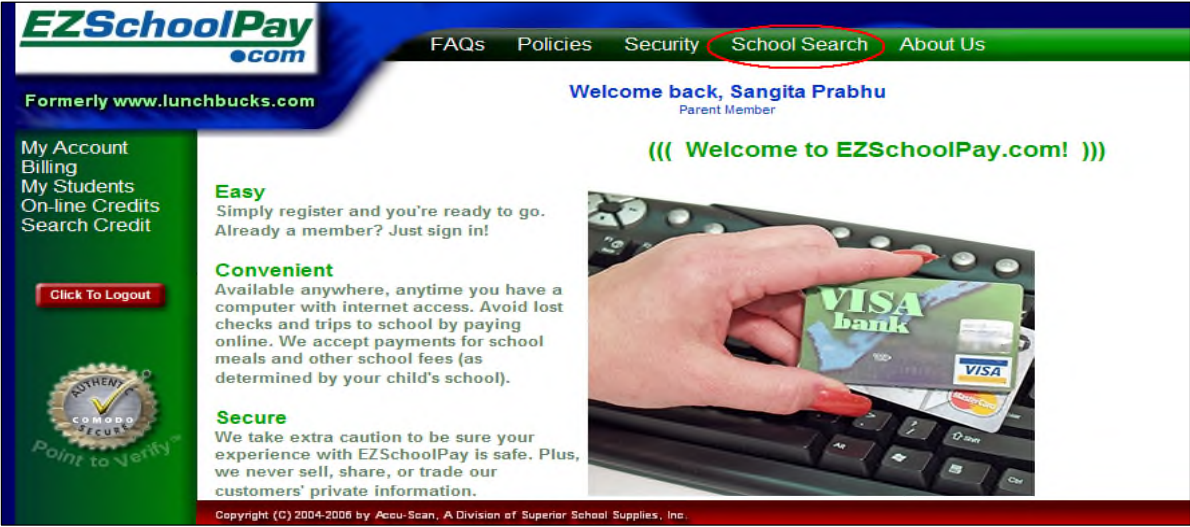 EZSchoolPay
.com
FAQs Policies Security School Search About Us
Formerly www.lunchbucks.com
Welcome back, Sangita Prabhu
Parent Member
((( Welcome to EZSchoolPay.com! )))
My Account
Billing
My Students
On-line Credits
Search Credit
Click To Logout
AUTHENTIC
COMODO
SECURE
Point to Verify™
Easy
Simply register and you're ready to go.
Already a member? Just sign in!
Convenient
Available anywhere, anytime you have a
computer with internet access. Avoid lost
checks and trips to school by paying
online. We accept payments for school
meals and other school fees (as
determined by your child's school).
Secure
We take extra caution to be sure your
experience with EZSchoolPay is safe. Plus,
we never sell, share, or trade our
customers' private information.
VISA
bank
VISA
MasterCard
AR
Shift
Ctrl
Copyright (C) 2004-2006 by Accu-Scan, A Division of Superior School Supplies, Inc.